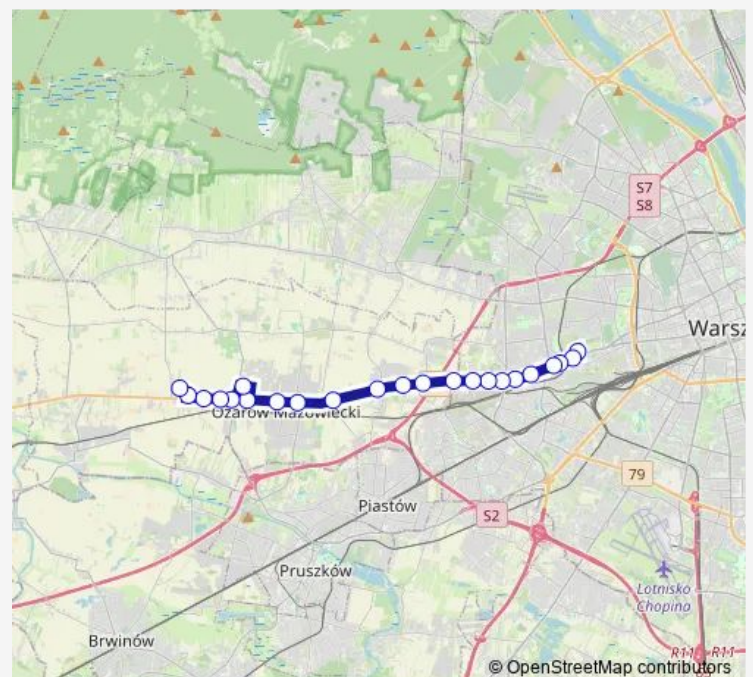 S7
S8
Warsz
Ożarów Mazowiecki
79
Piastów
S2
Pruszków
Lotnisko
Chopina
Brwinów
R11
R11
© OpenStreetMap contributors